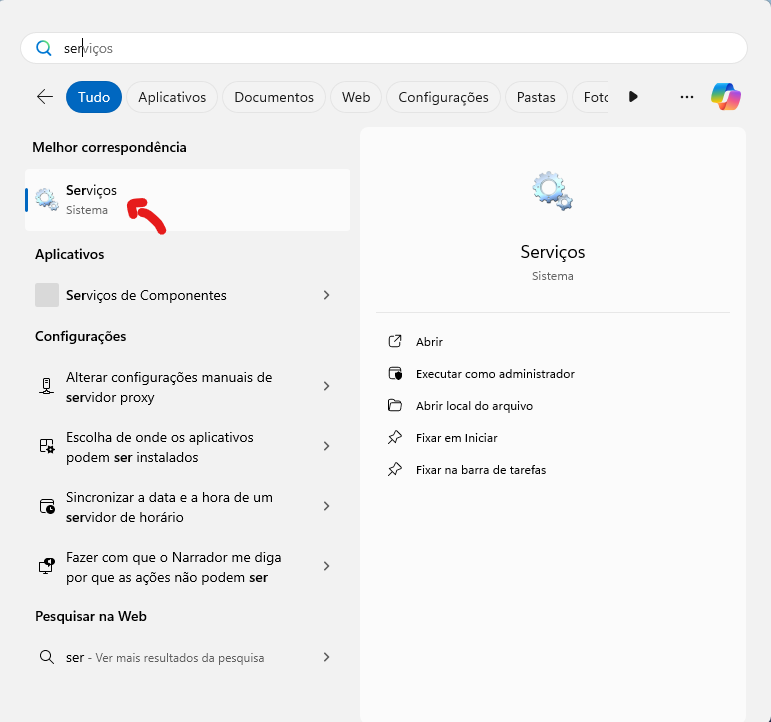 serviços
Tudo Aplicativos Documentos Web Configurações Pastas Foto
Melhor correspondência
Serviços
Sistema
Aplicativos
Serviços de Componentes
Configurações
Alterar configurações manuais de
servidor proxy
Escolha de onde os aplicativos
podem ser instalados
Sincronizar a data e a hora de um
servidor de horário
Fazer com que o Narrador me diga
por que as ações não podem ser
Pesquisar na Web
ser - Ver mais resultados da pesquisa
Serviços
Sistema
Abrir
Executar como administrador
Abrir local do arquivo
Fixar em Iniciar
Fixar na barra de tarefas